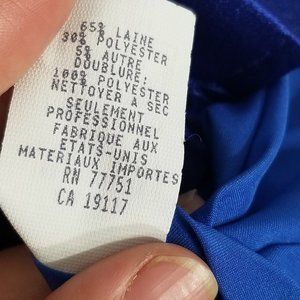 65% LAINE
30% POLYESTER
5% AUTRE
DOUBLURE:
100% POLYESTER
NETTOYER A SEC
SEULEMENT
PROFESSIONNEL
FABRIQUE AUX
ETATS-UNIS
MATERIAUX IMPORTES
RN 77751
CA 19117